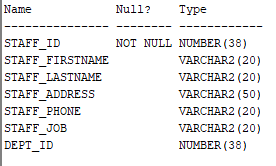 Name Null? Type
--------------- -------- ------------
STAFF_ID NOT NULL NUMBER(38)
STAFF_FIRSTNAME VARCHAR2(20)
STAFF_LASTNAME VARCHAR2(20)
STAFF_ADDRESS VARCHAR2(50)
STAFF_PHONE VARCHAR2(20)
STAFF_JOB VARCHAR2(20)
DEPT_ID NUMBER(38)